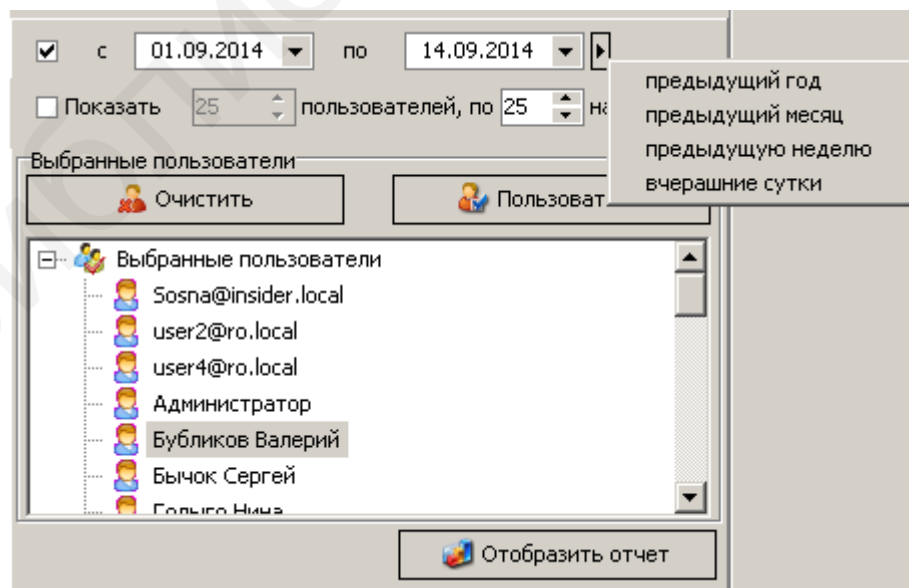 с 01.09.2014 по 14.09.2014
предыдущий год
предыдущий месяц
предыдущую неделю
вчерашние сутки
Показать 25 пользователей, по 25
Выбранные пользователи
Очистить
Выбранные пользователи
Sosna@insider.local
user2@ro.local
user4@ro.local
Администратор
Бубликов Валерий
Бычок Сергей
Отобразить отчет